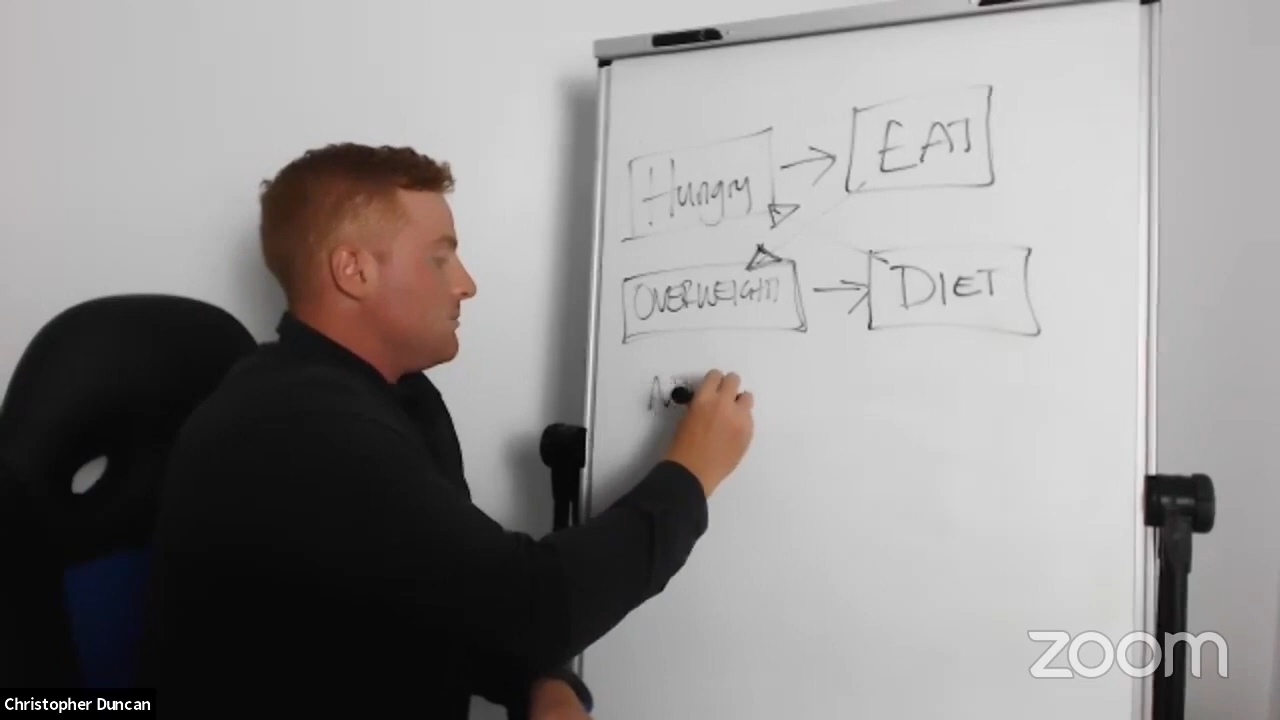 Hungry → EAT
OVERWEIGHT → DIET
zoom
Christopher Duncan